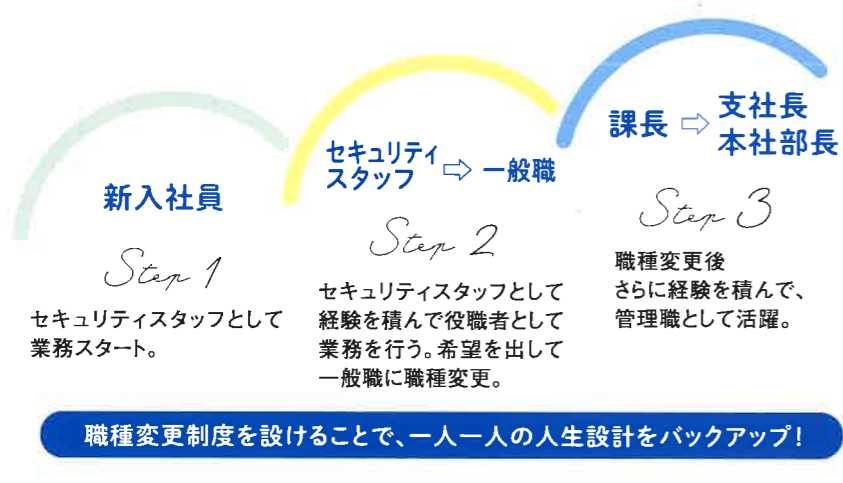 新入社員
Step 1
セキュリティスタッフとして
業務スタート。
セキュリティ
スタッフ ⇨ 一般職
Step 2
セキュリティスタッフとして
経験を積んで役職者として
業務を行う。希望を出して
一般職に職種変更。
課長 ⇨ 支社長
本社部長
Step 3
職種変更後
さらに経験を積んで、
管理職として活躍。
職種変更制度を設けることで、一人一人の人生設計をバックアップ!